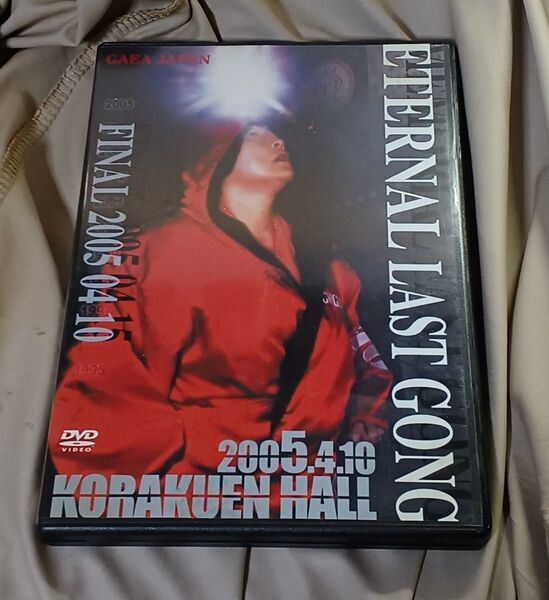 GAEA JAPAN
2005
FINAL 2005 04 10
1995
ETERNAL LAST GONG
DVD
VIDEO
2005.4.10
KORAKUEN HALL